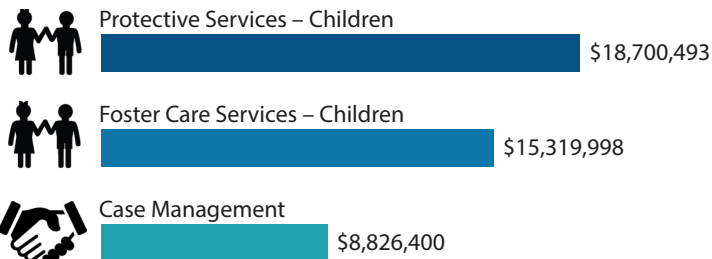 Protective Services – Children
$18,700,493
Foster Care Services – Children
$15,319,998
Case Management
$8,826,400